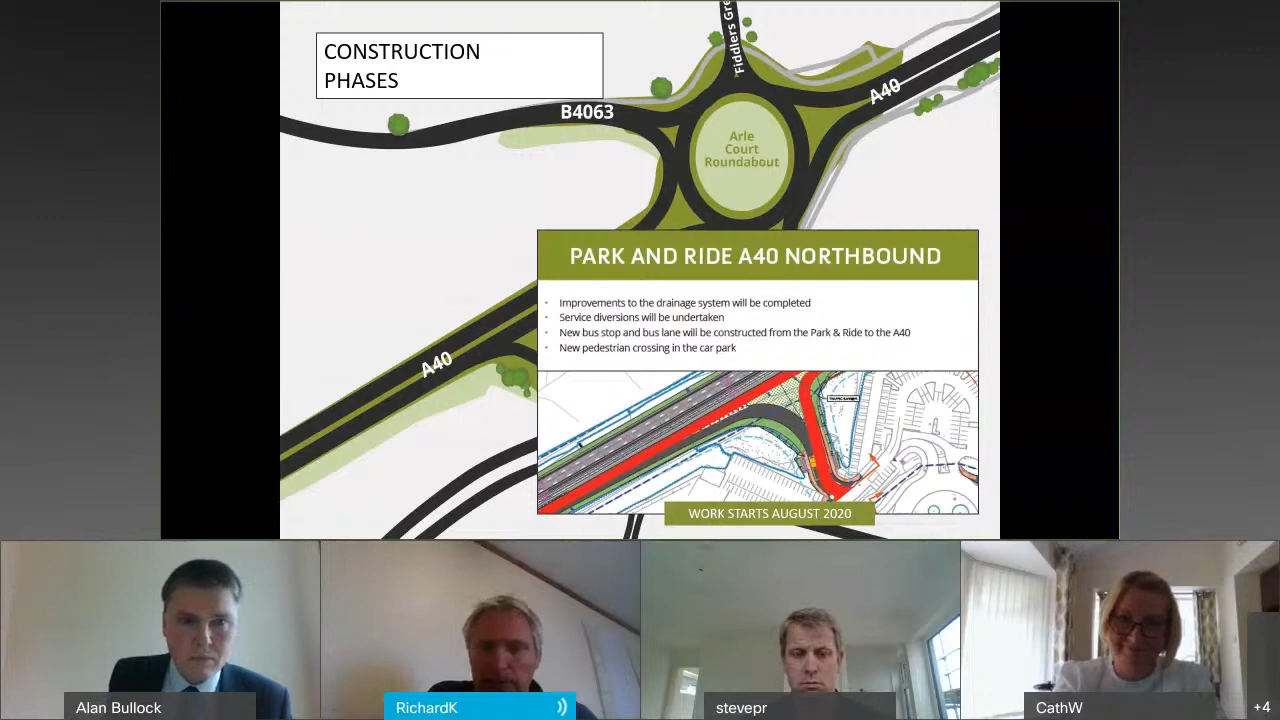 CONSTRUCTION
PHASES
Fiddlers Gre
B4063
A40
Arle
Court
Roundabout
PARK AND RIDE A40 NORTHBOUND
• Improvements to the drainage system will be completed
• Service diversions will be undertaken
• New bus stop and bus lane will be constructed from the Park & Ride to the A40
• New pedestrian crossing in the car park
A40
WORK STARTS AUGUST 2020
Alan Bullock
RichardK
stevepr
CathW
+4